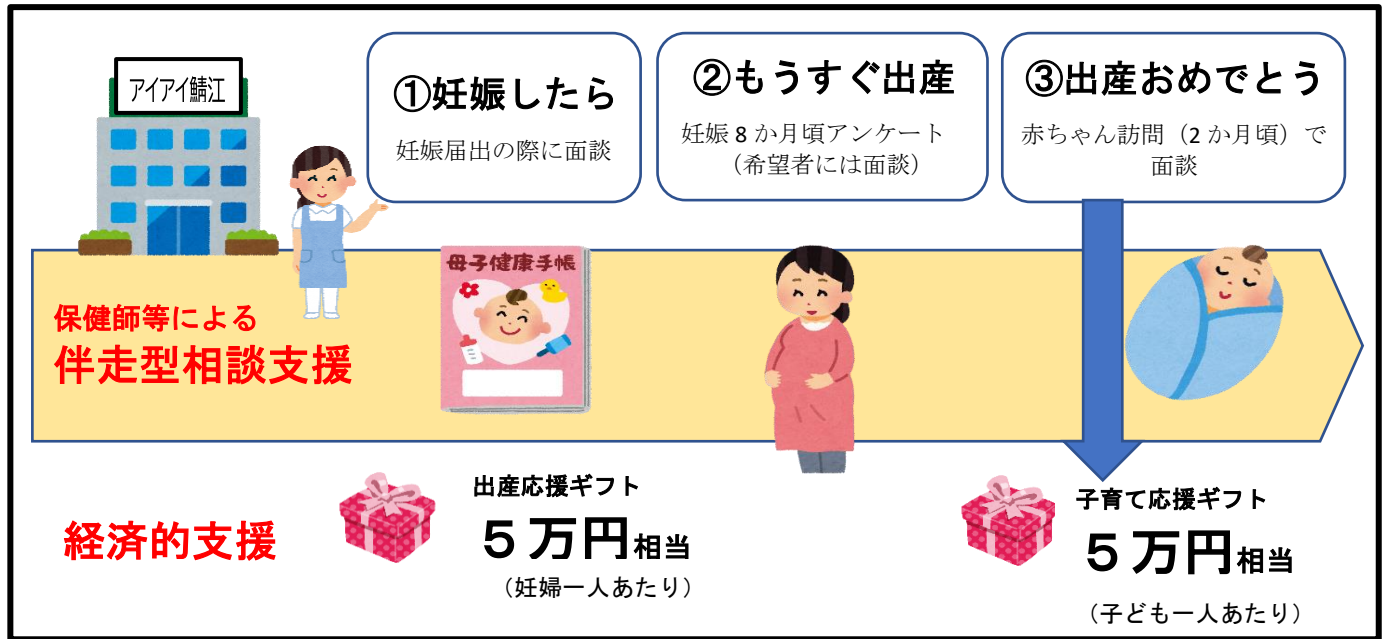 アイアイ鯖江
①妊娠したら
妊娠届出の際に面談
②もうすぐ出産
妊娠8か月頃アンケート
（希望者には面談）
③出産おめでとう
赤ちゃん訪問（2か月頃）で
面談
母子健康手帳
保健師等による
伴走型相談支援
経済的支援
出産応援ギフト
５万円相当
（妊婦一人あたり）
子育て応援ギフト
５万円相当
（子ども一人あたり）